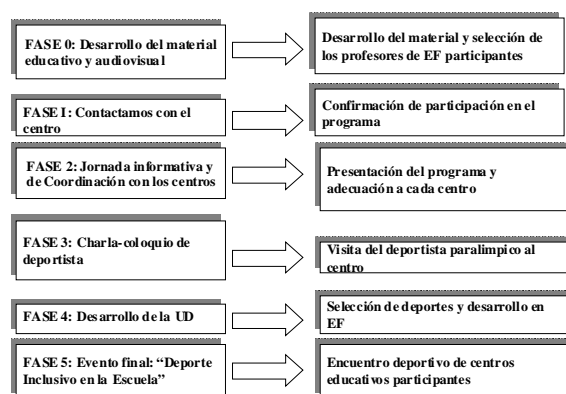 FASE 0: Desarrollo del material
educativo y audiovisual
Desarrollo del material y selección de
los profesores de EF participantes
FASE I: Contactamos con el
centro
Confirmación de participación en el
programa
FASE 2: Jornada informativa y
de Coordinación con los centros
Presentación del programa y
adecuación a cada centro
FASE 3: Charla-coloquio de
deportista
Visita del deportista paralimpico al
centro
FASE 4: Desarrollo de la UD
Selección de deportes y desarrollo en
EF
FASE 5: Evento final: “Deporte
Inclusivo en la Escuela”
Encuentro deportivo de centros
educativos participantes